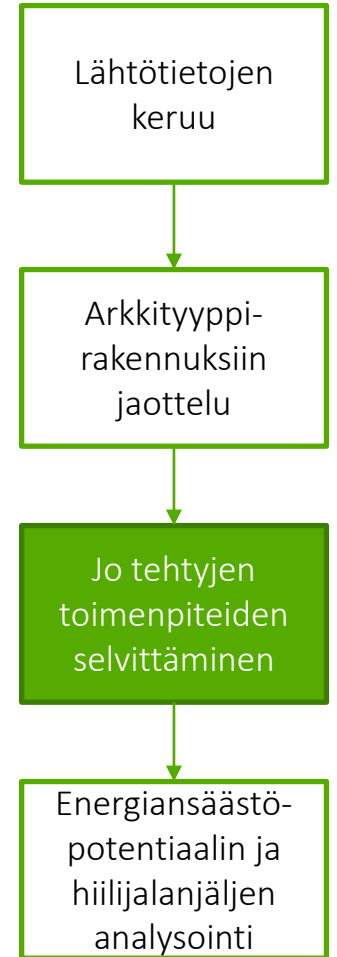 Lähtötietojen
keruu
Arkkityyppi-
rakennuksiin
jaottelu
Jo tehtyjen
toimenpiteiden
selvittäminen
Energiansäästö-
potentiaalin ja
hiilijalanjäljen
analysointi